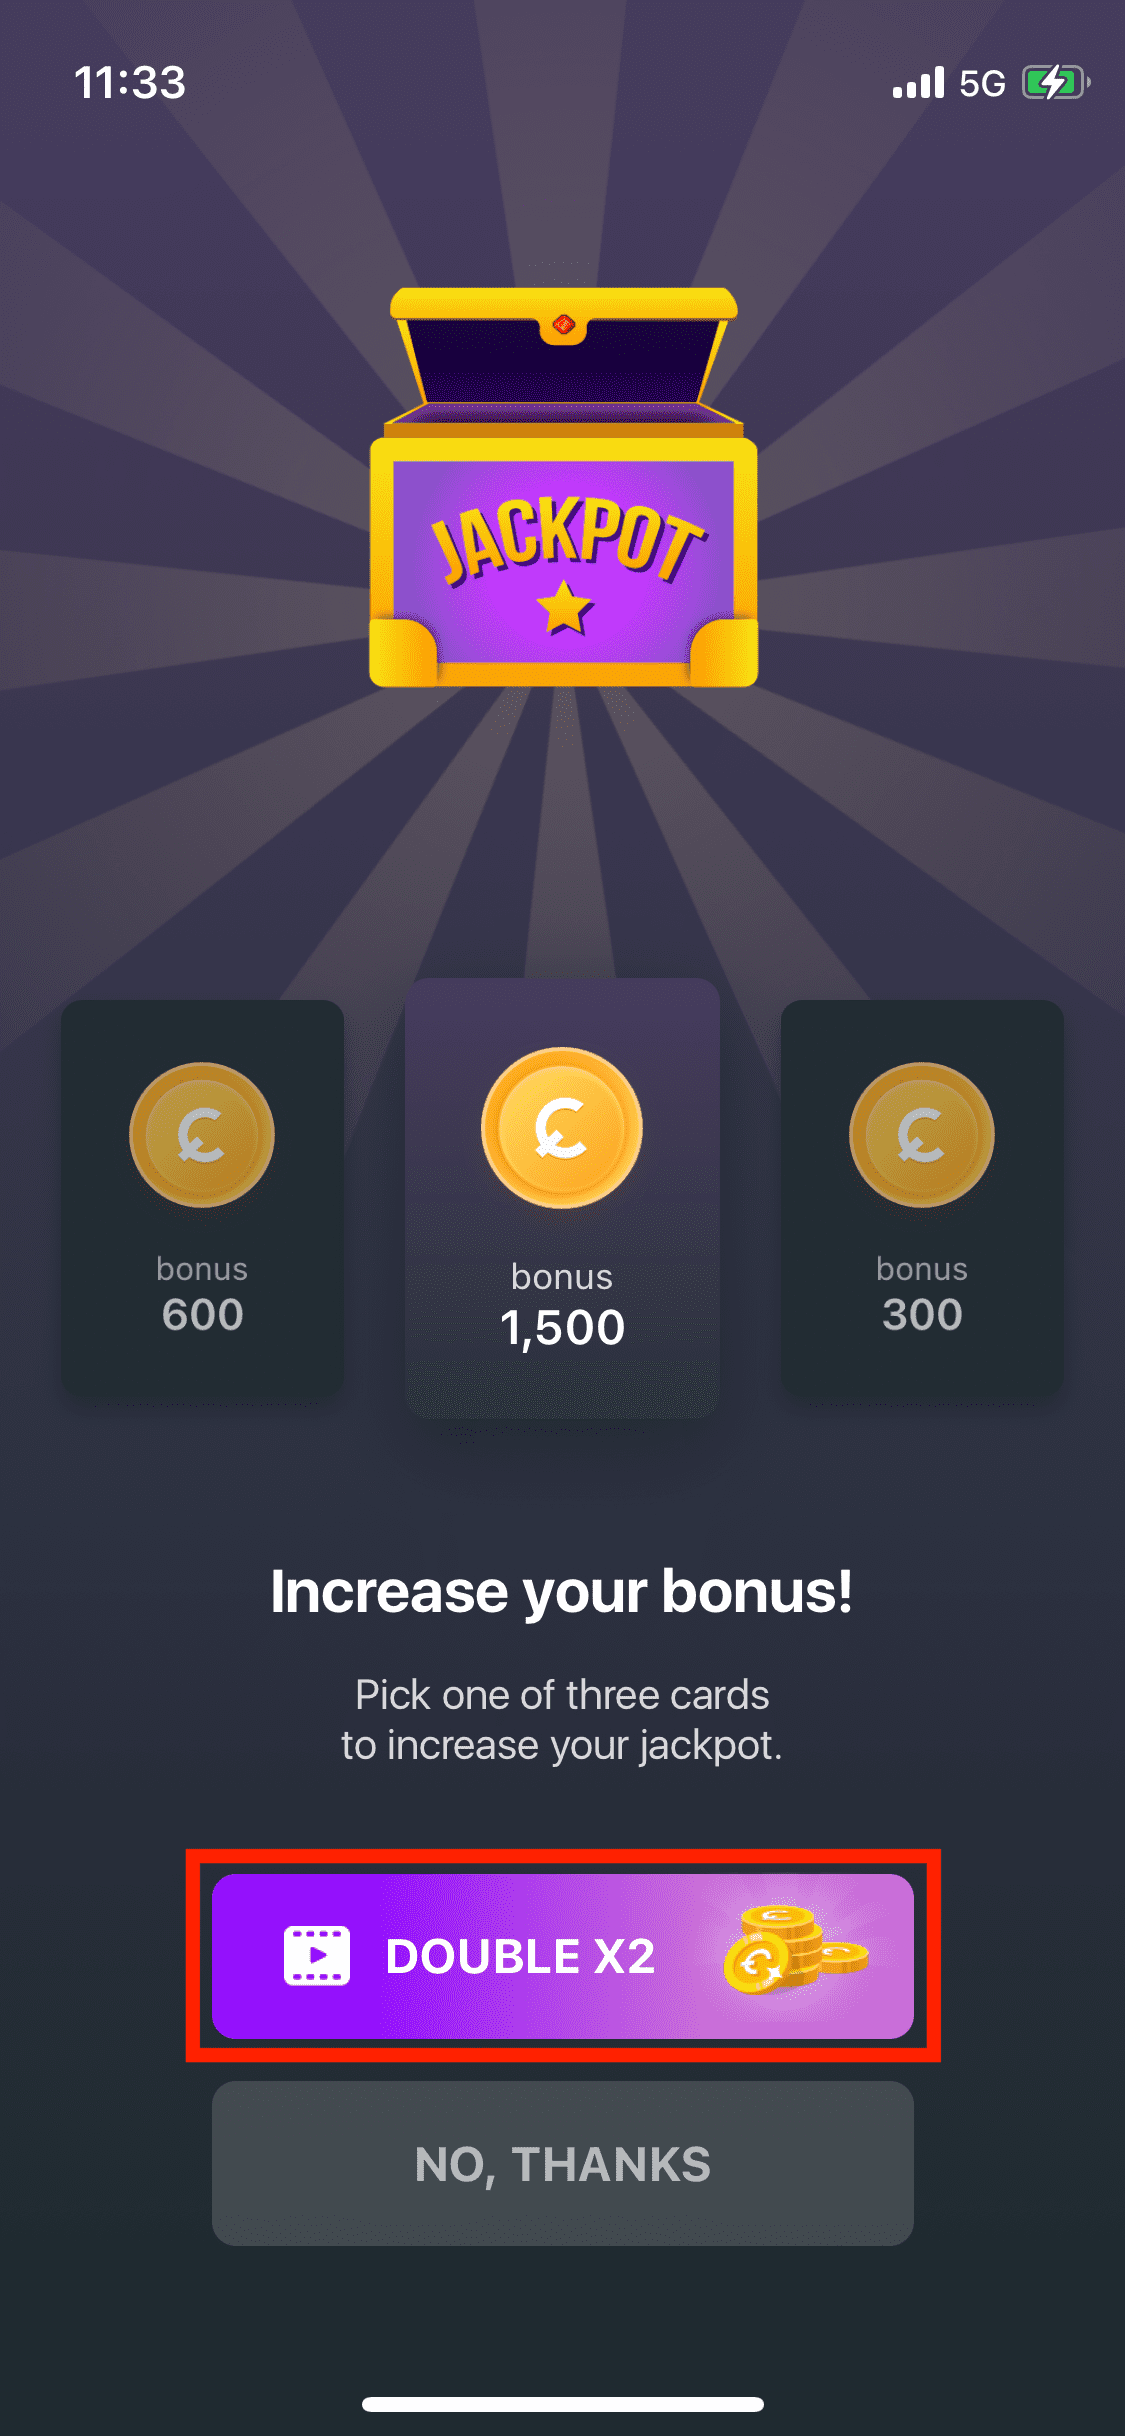 11:33 5G
JACKPOT
bonus
600
bonus
1,500
bonus
300
Increase your bonus!
Pick one of three cards
to increase your jackpot.
DOUBLE X2
NO, THANKS